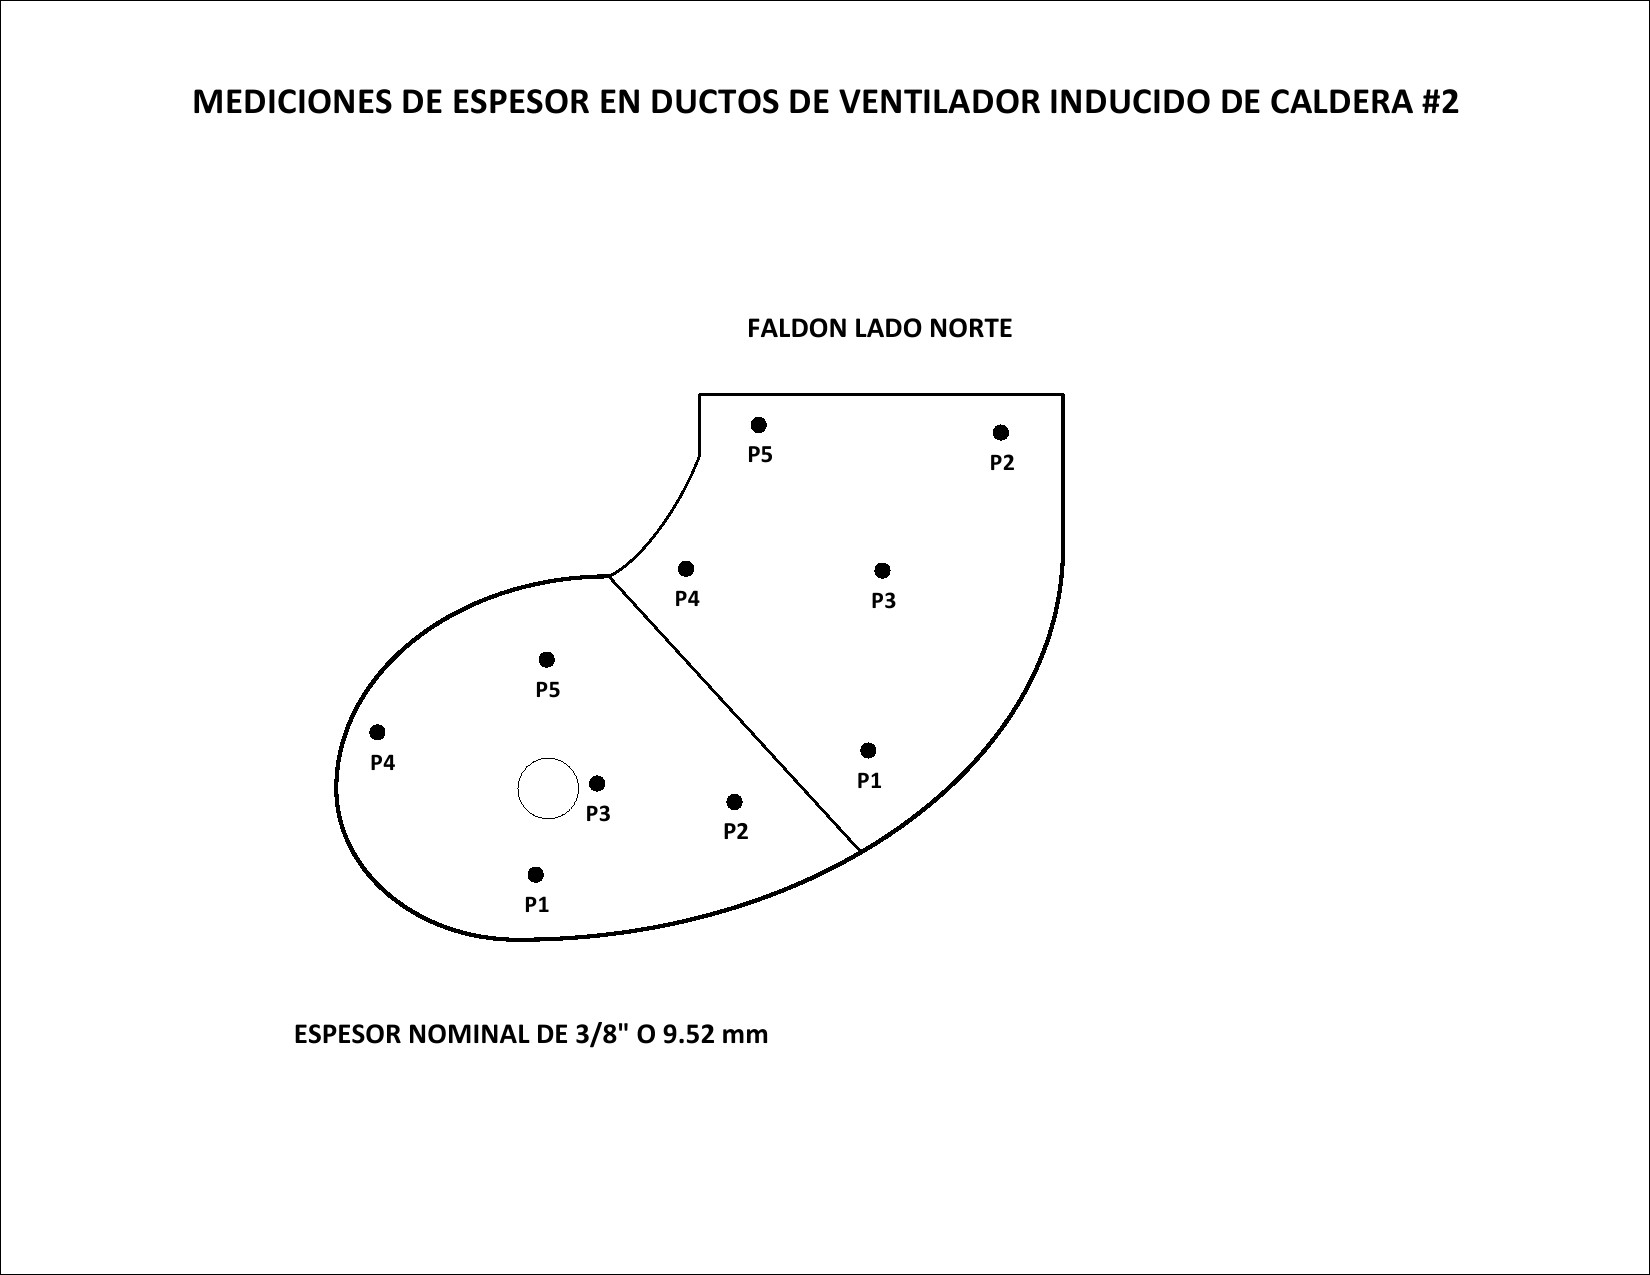 MEDICIONES DE ESPESOR EN DUCTOS DE VENTILADOR INDUCIDO DE CALDERA #2
FALDON LADO NORTE
P5
P2
P4
P3
P5
P4
P1
P3
P2
P1
ESPESOR NOMINAL DE 3/8" O 9.52 mm